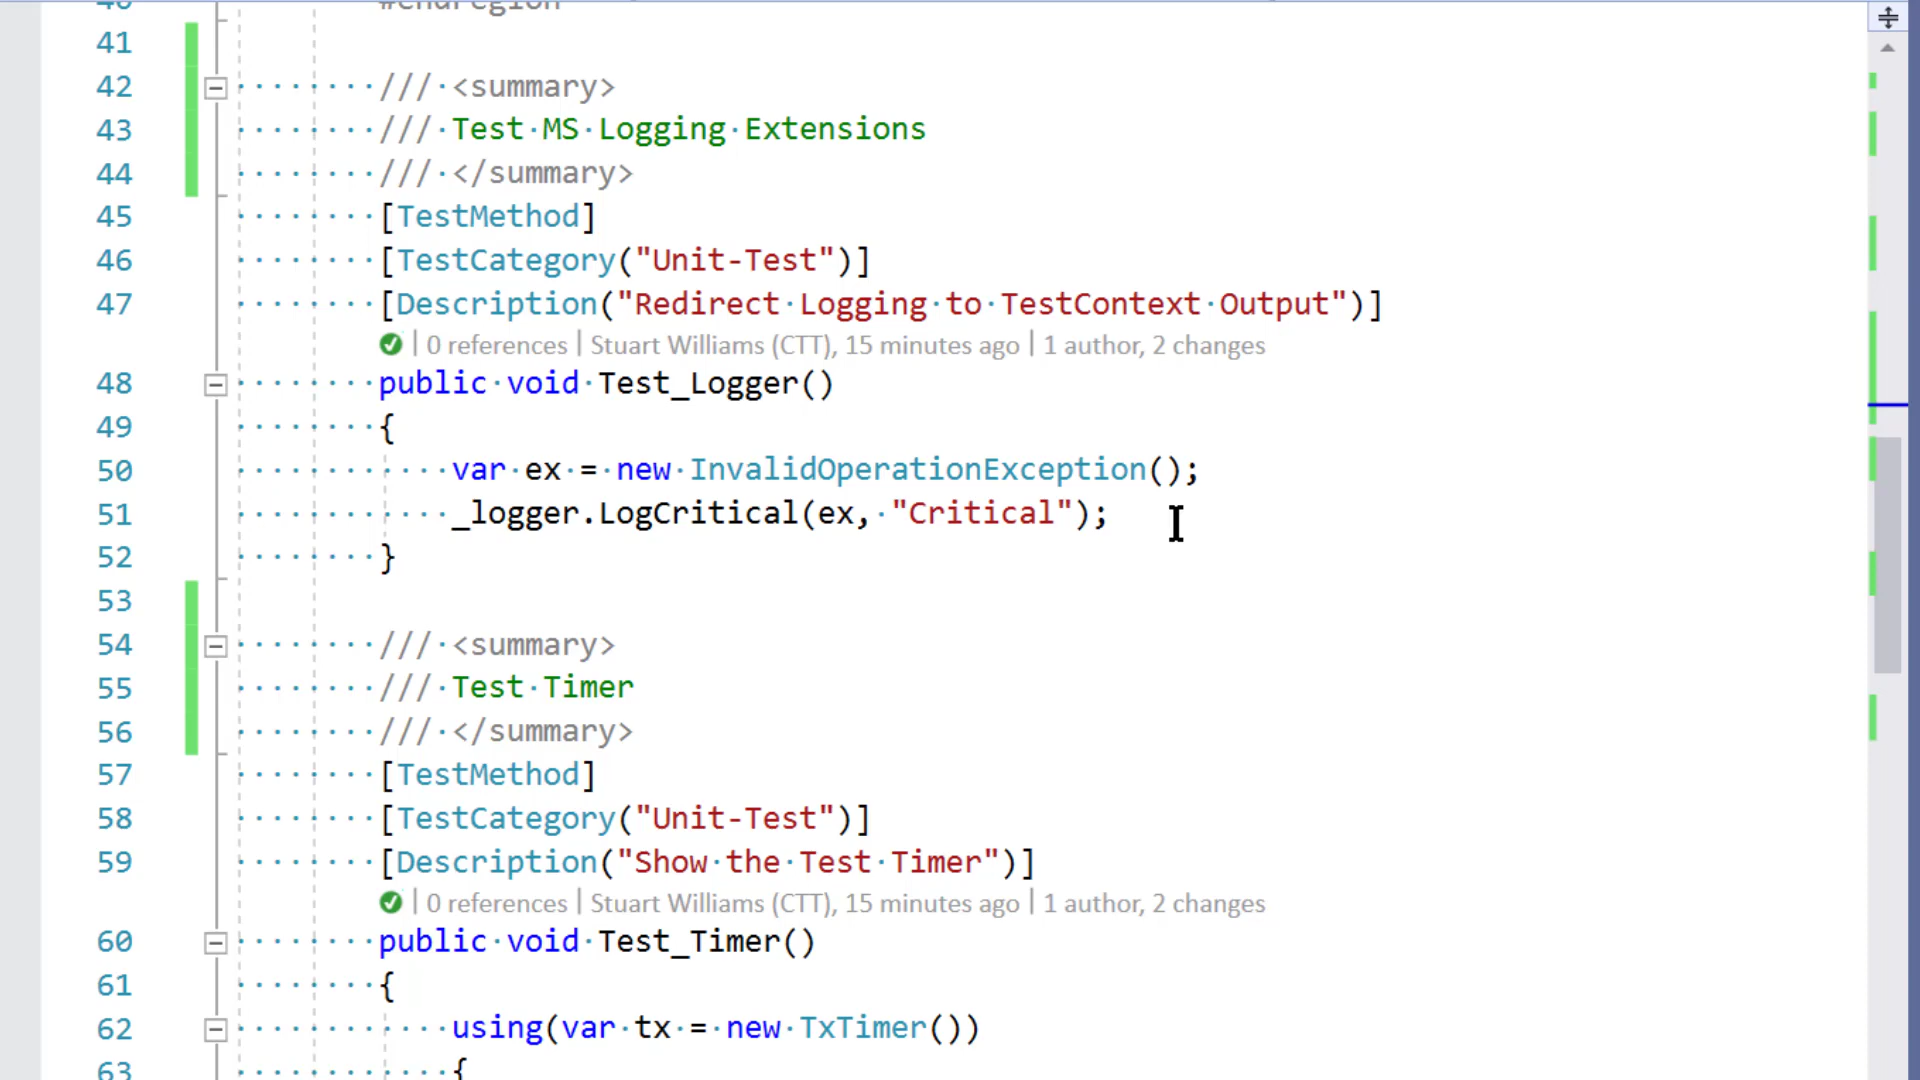 40 #endregion
41
42 /// <summary>
43 /// Test MS Logging Extensions
44 /// </summary>
45 [TestMethod]
46 [TestCategory("Unit-Test")]
47 [Description("Redirect Logging to TestContext Output")]
| 0 references | Stuart Williams (CTT), 15 minutes ago | 1 author, 2 changes
48 public void Test_Logger()
49 {
50 var ex = new InvalidOperationException();
51 _logger.LogCritical(ex, "Critical");
52 }
53
54 /// <summary>
55 /// Test Timer
56 /// </summary>
57 [TestMethod]
58 [TestCategory("Unit-Test")]
59 [Description("Show the Test Timer")]
| 0 references | Stuart Williams (CTT), 15 minutes ago | 1 author, 2 changes
60 public void Test_Timer()
61 {
62 using(var tx = new TxTimer())
63 {